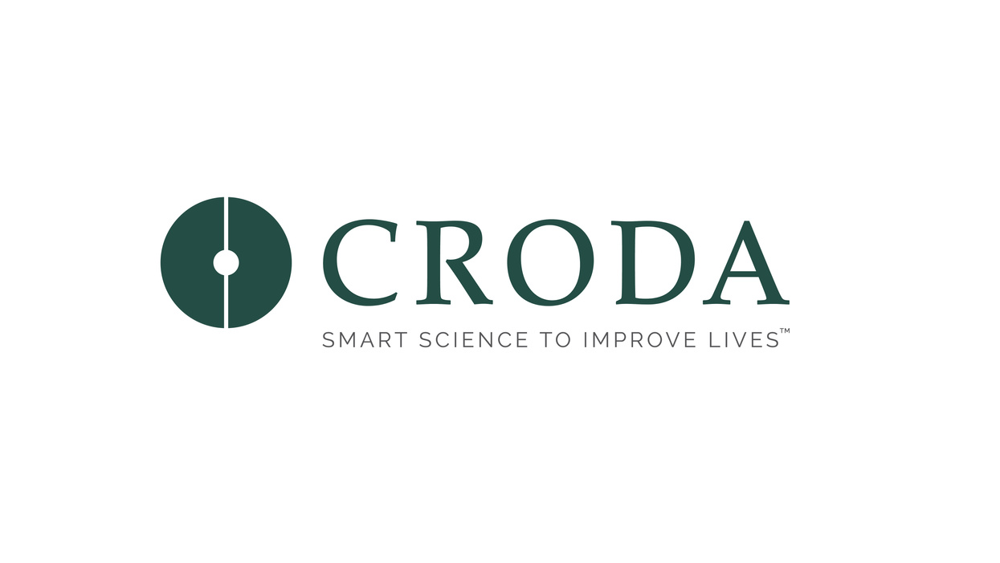 CRODA
SMART SCIENCE TO IMPROVE LIVES™